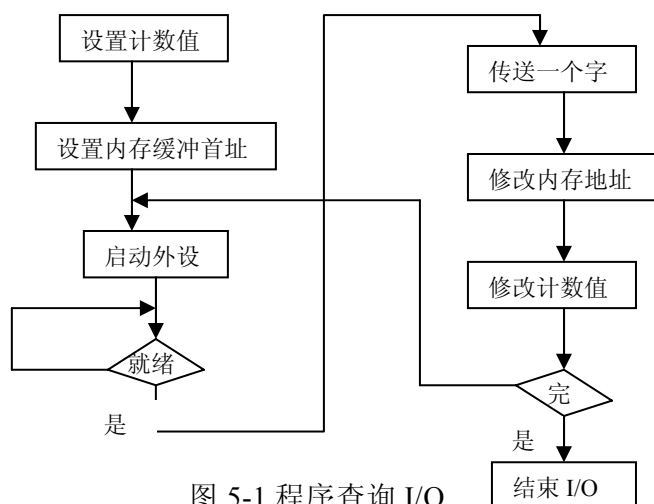 设置计数值
设置内存缓冲首址
启动外设
就绪
是
传送一个字
修改内存地址
修改计数值
完
是
结束 I/O
图 5-1 程序查询 I/O